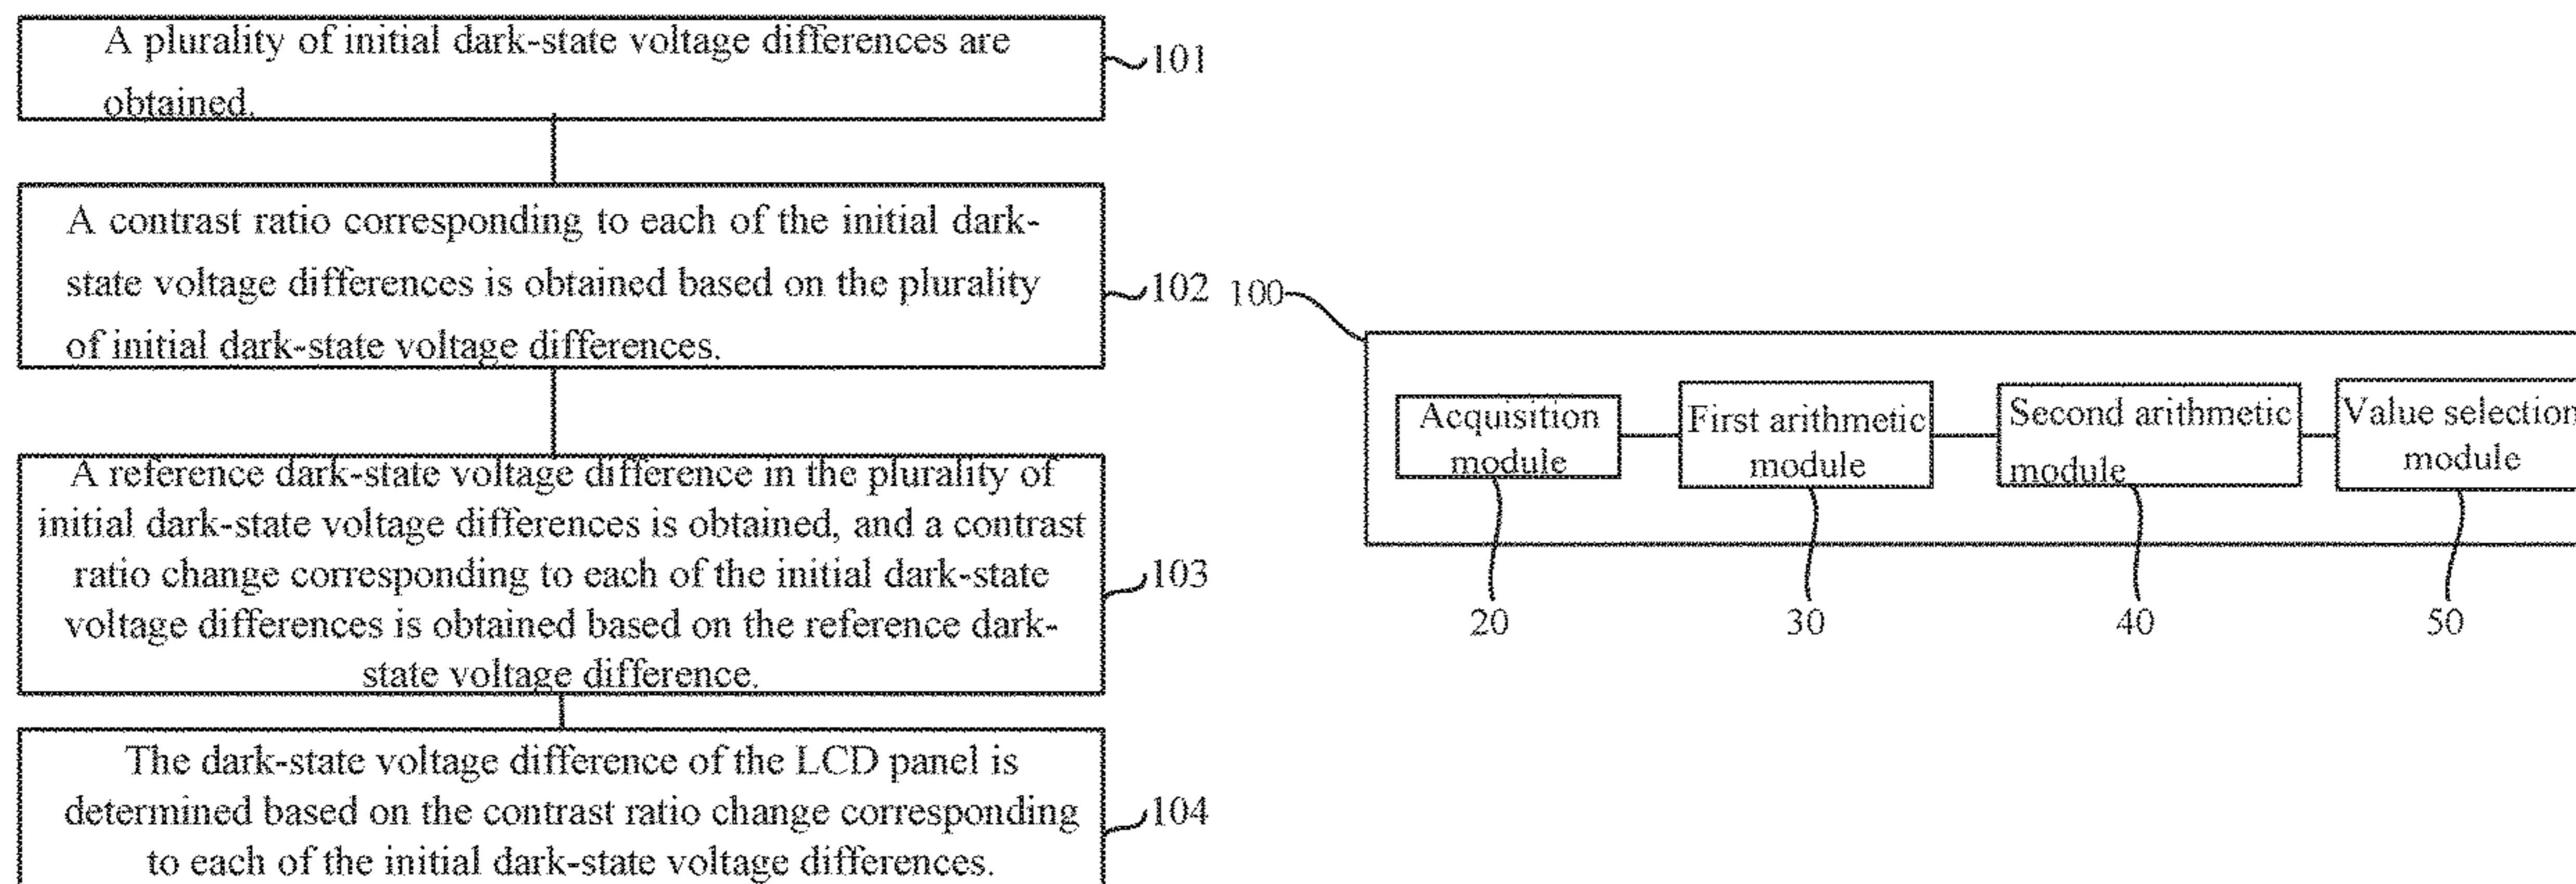 A plurality of initial dark-state voltage differences are
obtained.
101
A contrast ratio corresponding to each of the initial dark-
state voltage differences is obtained based on the plurality
of initial dark-state voltage differences.
102
A reference dark-state voltage difference in the plurality of
initial dark-state voltage differences is obtained, and a contrast
ratio change corresponding to each of the initial dark-state
voltage differences is obtained based on the reference dark-
state voltage difference.
103
The dark-state voltage difference of the LCD panel is
determined based on the contrast ratio change corresponding
to each of the initial dark-state voltage differences.
104
100
Acquisition
module
First arithmetic
module
Second arithmetic
module
Value selection
module
20
30
40
50